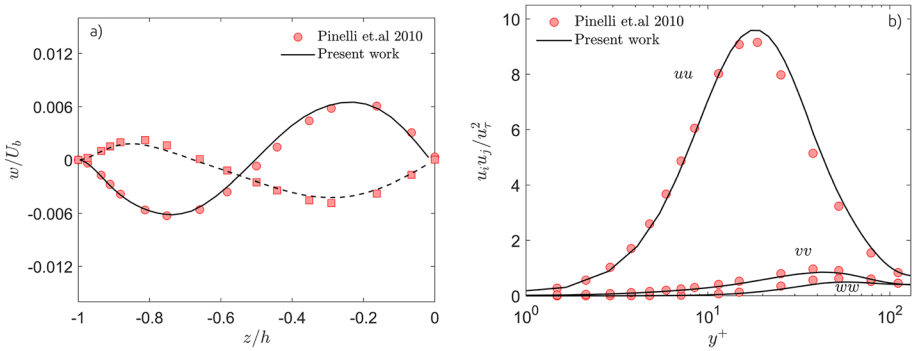 a)
Pinelli et.al 2010
Present work
0.012
0.006
0
-0.006
-0.012
w/U_b
-1
-0.8
-0.6
-0.4
-0.2
0
z/h
b)
Pinelli et.al 2010
Present work
10
8
6
4
2
0
u_iu_j/u_τ^2
uu
vv
ww
10^0
10^1
10^2
y^+